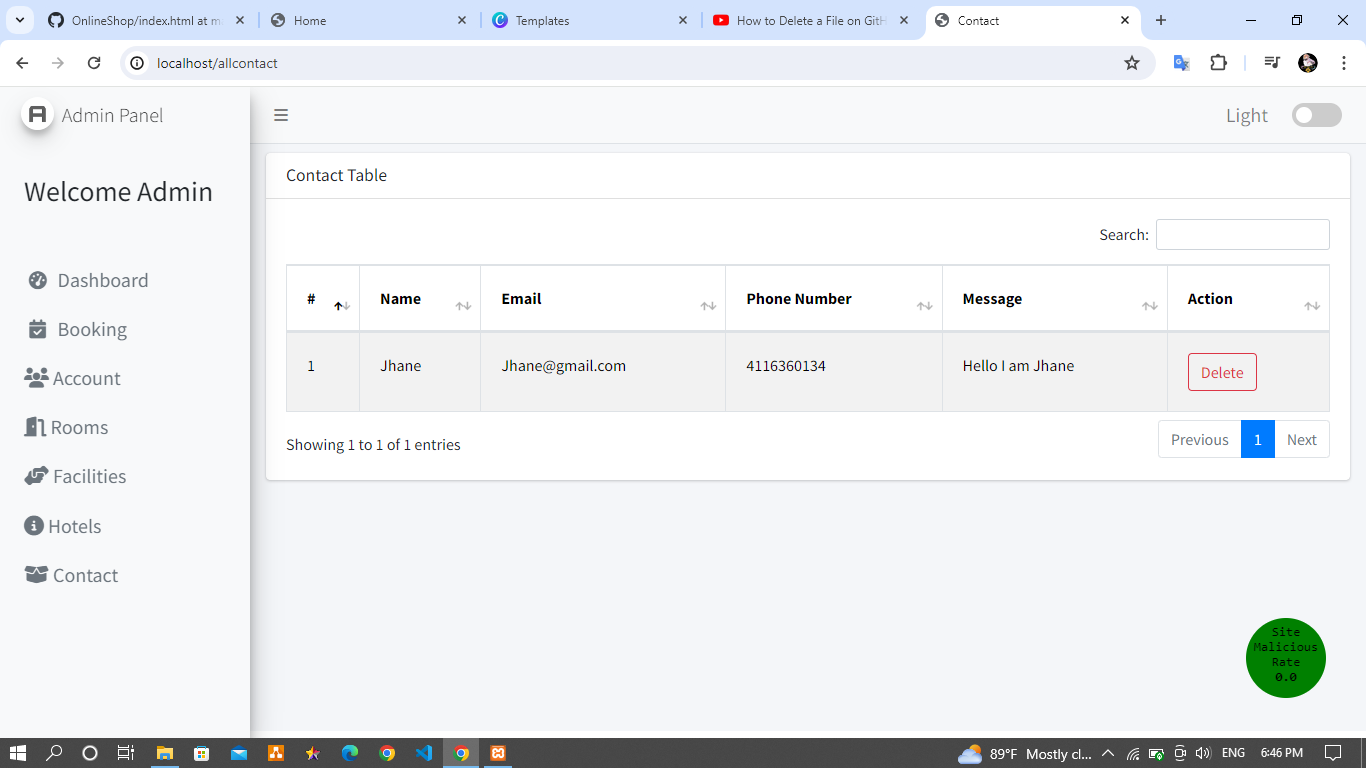 OnlineShop/index.html at ma
Home
Templates
How to Delete a File on GitH
Contact
localhost/allcontact
Admin Panel
Light
Welcome Admin
Dashboard
Booking
Account
Rooms
Facilities
Hotels
Contact
Contact Table
Search:
# Name Email Phone Number Message Action
1 Jhane Jhane@gmail.com 4116360134 Hello I am Jhane Delete
Showing 1 to 1 of 1 entries
Previous 1 Next
Site
Malicious
Rate
0.0
89°F Mostly cl... ENG 6:46 PM